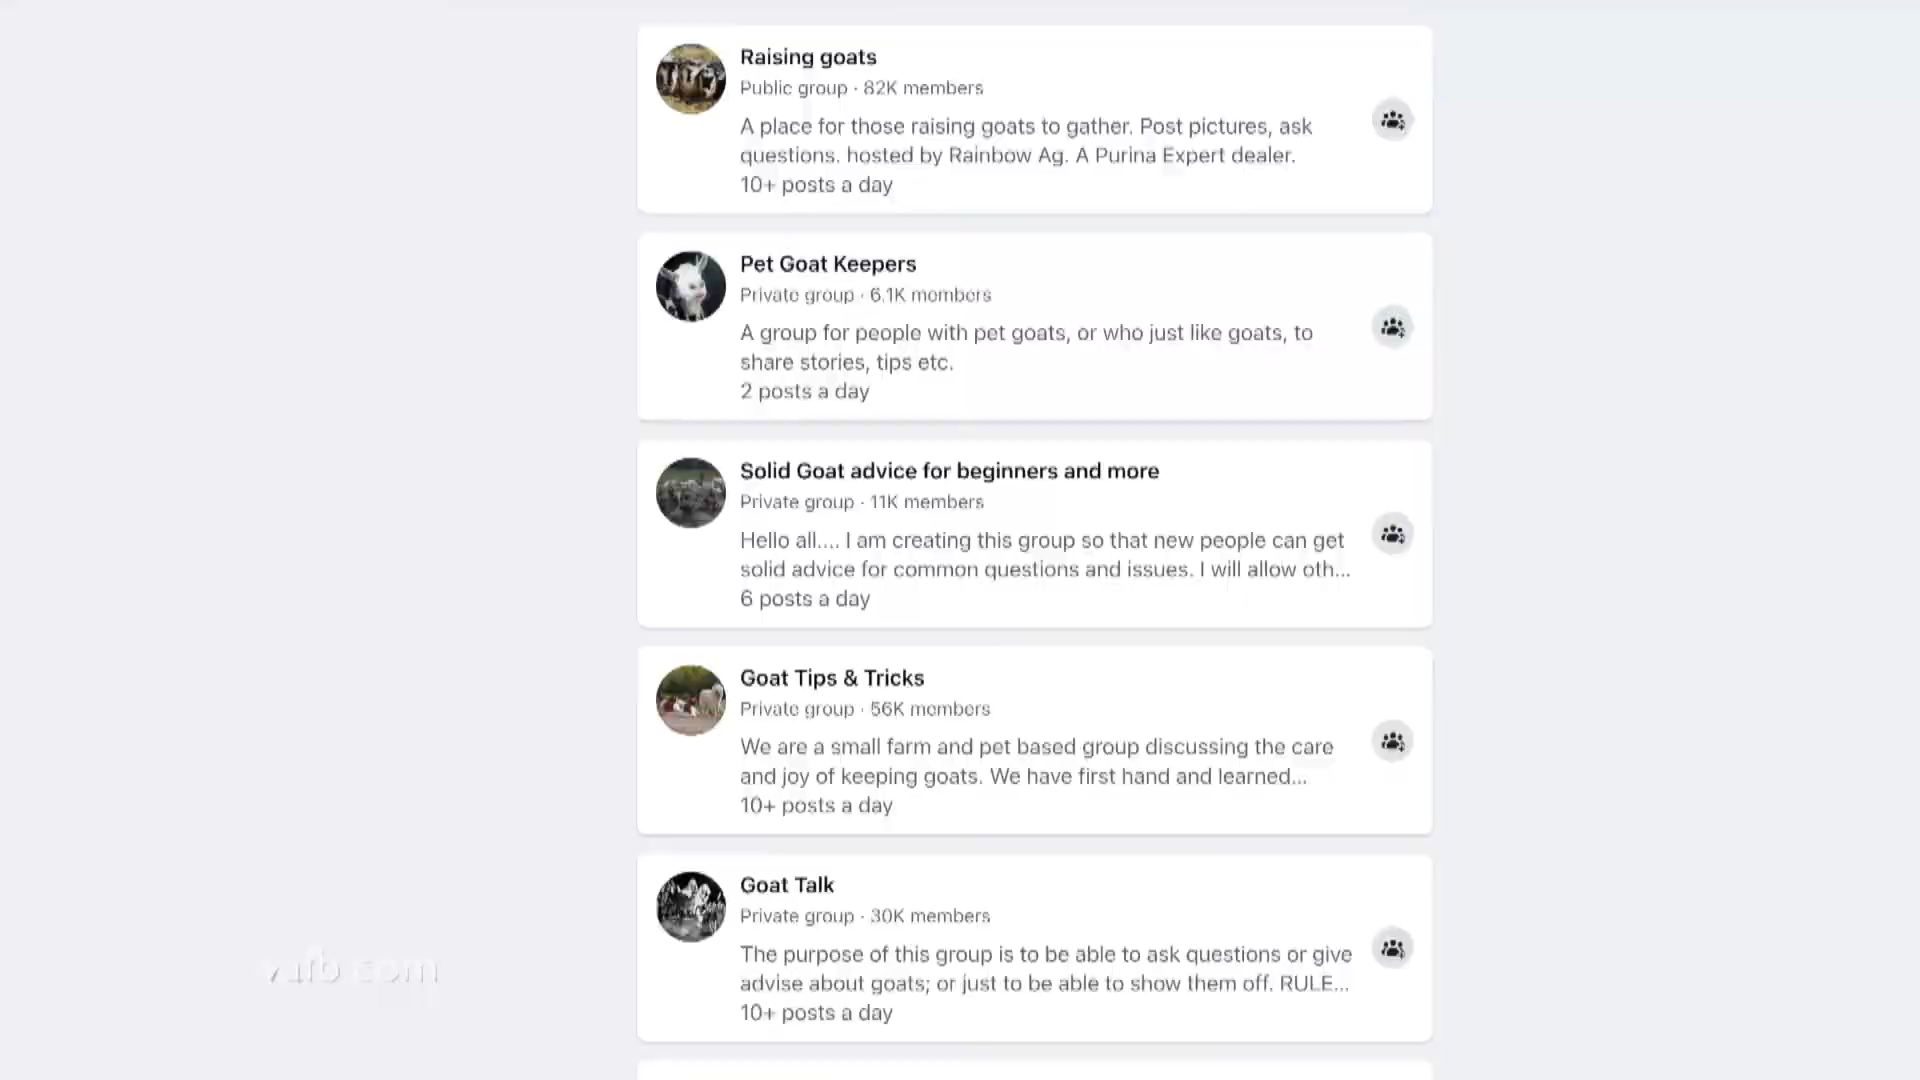 Raising goats
Public group · 82K members
A place for those raising goats to gather. Post pictures, ask
questions. hosted by Rainbow Ag. A Purina Expert dealer.
10+ posts a day
Pet Goat Keepers
Private group · 6.1K members
A group for people with pet goats, or who just like goats, to
share stories, tips etc.
2 posts a day
Solid Goat advice for beginners and more
Private group · 11K members
Hello all.... I am creating this group so that new people can get
solid advice for common questions and issues. I will allow oth...
6 posts a day
Goat Tips & Tricks
Private group · 56K members
We are a small farm and pet based group discussing the care
and joy of keeping goats. We have first hand and learned...
10+ posts a day
Goat Talk
Private group · 30K members
The purpose of this group is to be able to ask questions or give
advise about goats; or just to be able to show them off. RULE...
10+ posts a day